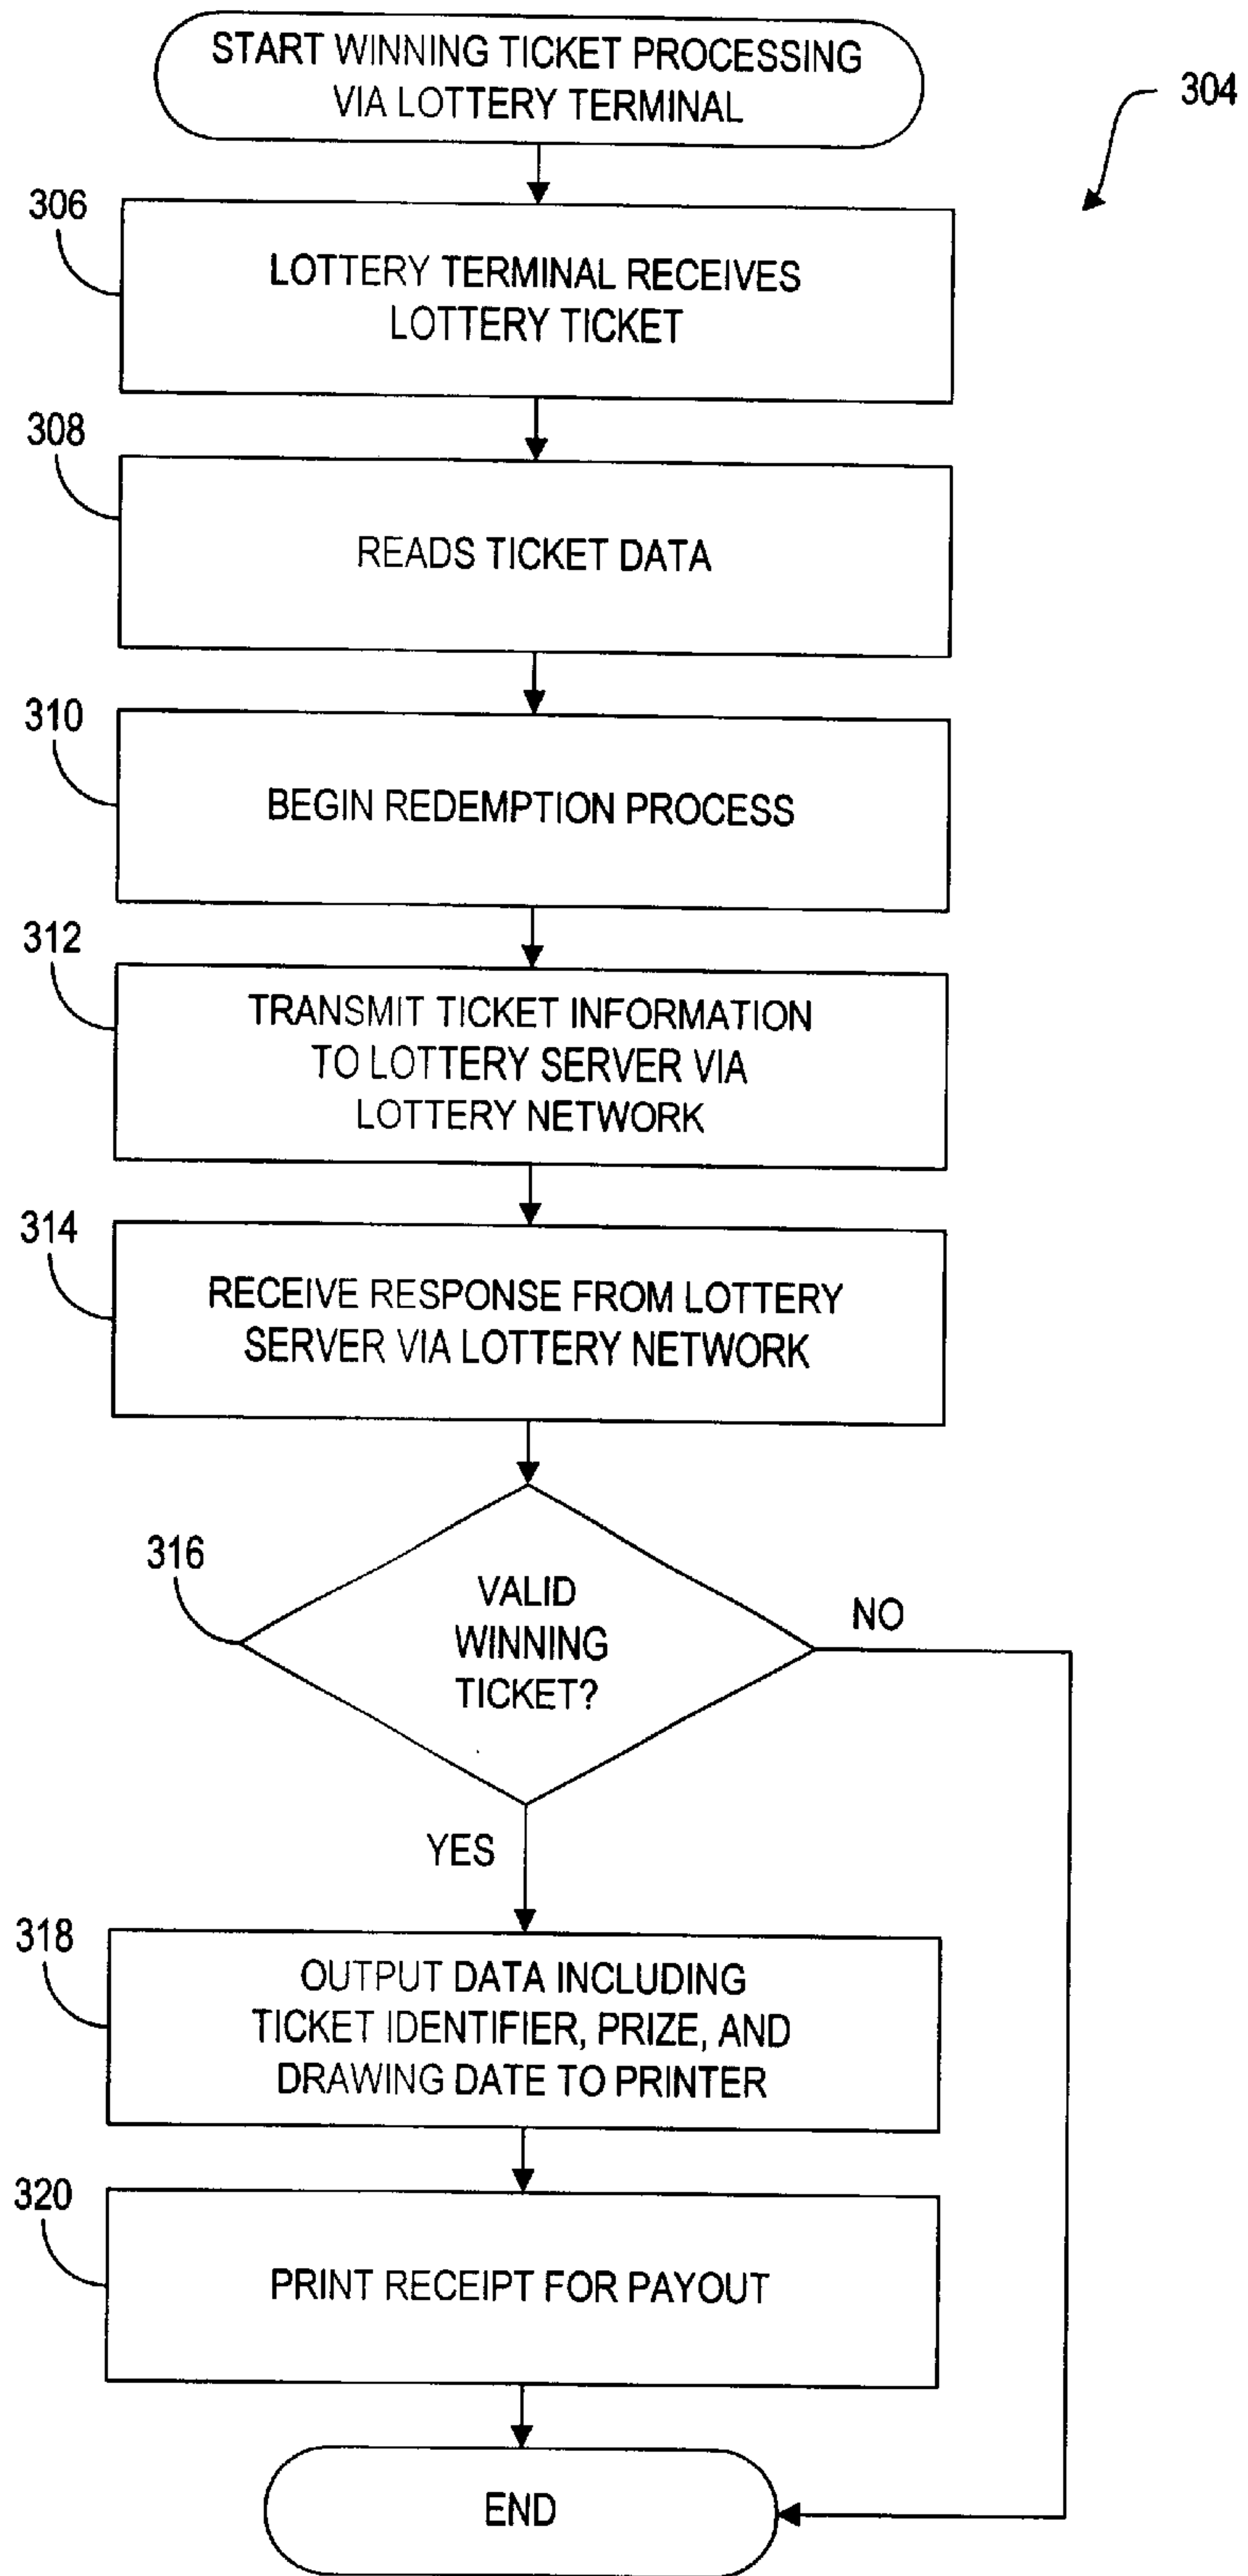 START WINNING TICKET PROCESSING
VIA LOTTERY TERMINAL
304
306
LOTTERY TERMINAL RECEIVES
LOTTERY TICKET
308
READS TICKET DATA
310
BEGIN REDEMPTION PROCESS
312
TRANSMIT TICKET INFORMATION
TO LOTTERY SERVER VIA
LOTTERY NETWORK
314
RECEIVE RESPONSE FROM LOTTERY
SERVER VIA LOTTERY NETWORK
316
VALID
WINNING
TICKET?
NO
YES
318
OUTPUT DATA INCLUDING
TICKET IDENTIFIER, PRIZE, AND
DRAWING DATE TO PRINTER
320
PRINT RECEIPT FOR PAYOUT
END